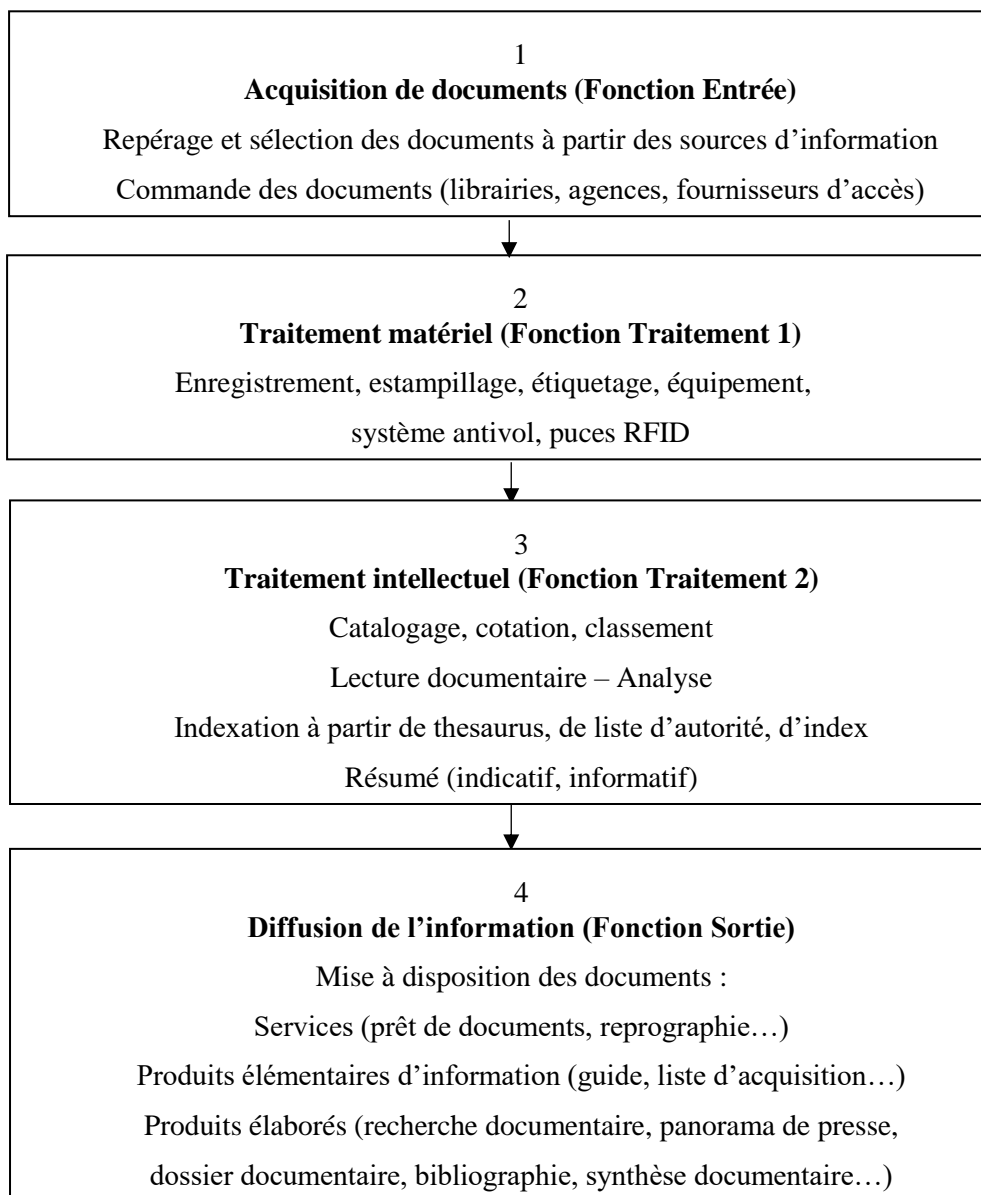 1
Acquisition de documents (Fonction Entrée)
Repérage et sélection des documents à partir des sources d’information
Commande des documents (librairies, agences, fournisseurs d’accès)
2
Traitement matériel (Fonction Traitement 1)
Enregistrement, estampillage, étiquetage, équipement,
système antivol, puces RFID
3
Traitement intellectuel (Fonction Traitement 2)
Catalogage, cotation, classement
Lecture documentaire – Analyse
Indexation à partir de thesaurus, de liste d’autorité, d’index
Résumé (indicatif, informatif)
4
Diffusion de l’information (Fonction Sortie)
Mise à disposition des documents :
Services (prêt de documents, reprographie…)
Produits élémentaires d’information (guide, liste d’acquisition…)
Produits élaborés (recherche documentaire, panorama de presse,
dossier documentaire, bibliographie, synthèse documentaire…)